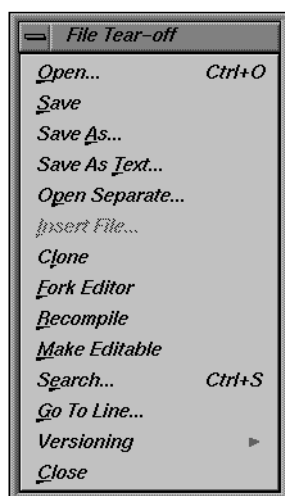 File Tear-off
Open... Ctrl+O
Save
Save As...
Save As Text...
Open Separate...
Insert File...
Clone
Fork Editor
Recompile
Make Editable
Search... Ctrl+S
Go To Line...
Versioning
Close